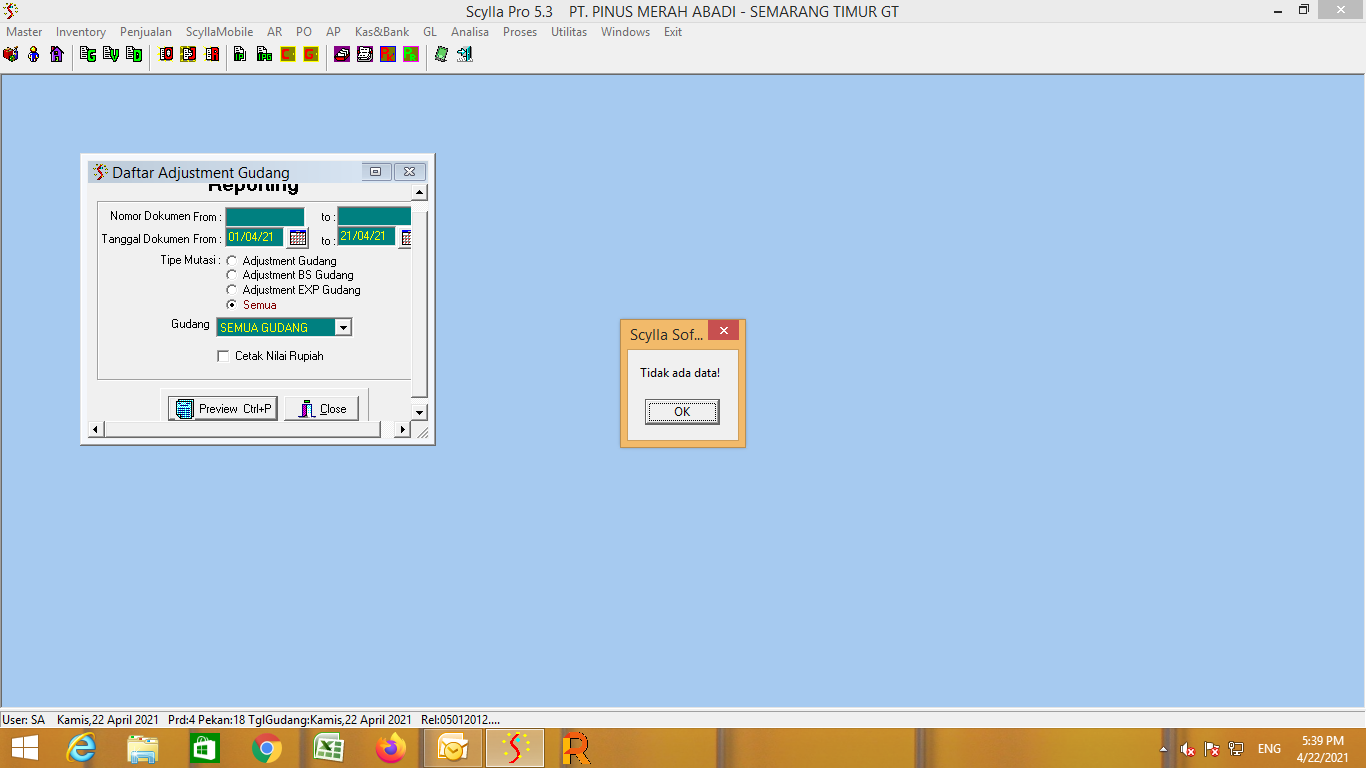 Scylla Pro 5.3 PT. PINUS MERAH ABADI - SEMARANG TIMUR GT
Master Inventory Penjualan ScyllaMobile AR PO AP Kas&Bank GL Analisa Proses Utilitas Windows Exit
Daftar Adjustment Gudang
Reporting
Nomor Dokumen From : to :
Tanggal Dokumen From : 01/04/21 to : 21/04/21
Tipe Mutasi : Adjustment Gudang
Adjustment BS Gudang
Adjustment EXP Gudang
Semua
Gudang SEMUA GUDANG
Cetak Nilai Rupiah
Preview Ctrl+P Close
Scylla Sof...
Tidak ada data!
OK
User: SA Kamis,22 April 2021 Prd:4 Pekan:18 TglGudang:Kamis,22 April 2021 Rel:05012012....
ENG
5:39 PM
4/22/2021